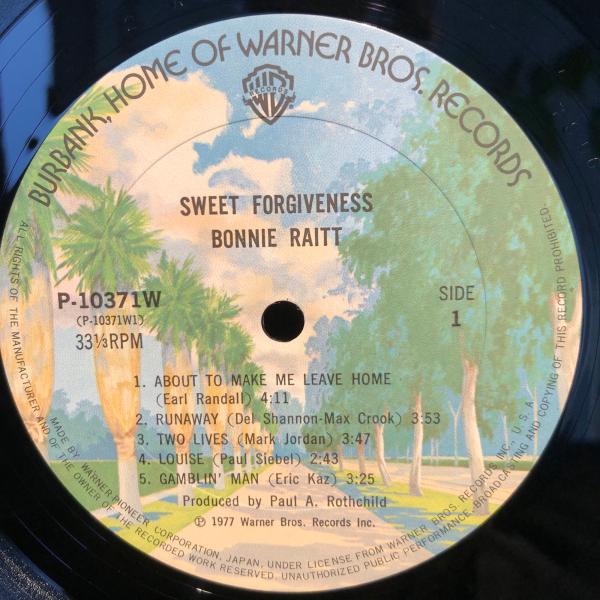 BURBANK, HOME OF WARNER BROS. RECORDS
WB
RECORDS
SWEET FORGIVENESS
BONNIE RAITT
P-10371W
(P-10371W1)
33⅓RPM
SIDE
1
1. ABOUT TO MAKE ME LEAVE HOME
(Earl Randall) 4:11
2. RUNAWAY (Del Shannon-Max Crook) 3:53
3. TWO LIVES (Mark Jordan) 3:47
4. LOUISE (Paul Siebel) 2:43
5. GAMBLIN' MAN (Eric Kaz) 3:25
Produced by Paul A. Rothchild
℗ 1977 Warner Bros. Records Inc.
MADE BY WARNER PIONEER CORPORATION, JAPAN, UNDER LICENSE FROM WARNER BROS. RECORDS INC., U.S.A.
ALL RIGHTS OF THE MANUFACTURER AND OF THE OWNER OF THE RECORDED WORK RESERVED. UNAUTHORIZED PUBLIC PERFORMANCE, BROADCASTING AND COPYING OF THIS RECORD PROHIBITED.